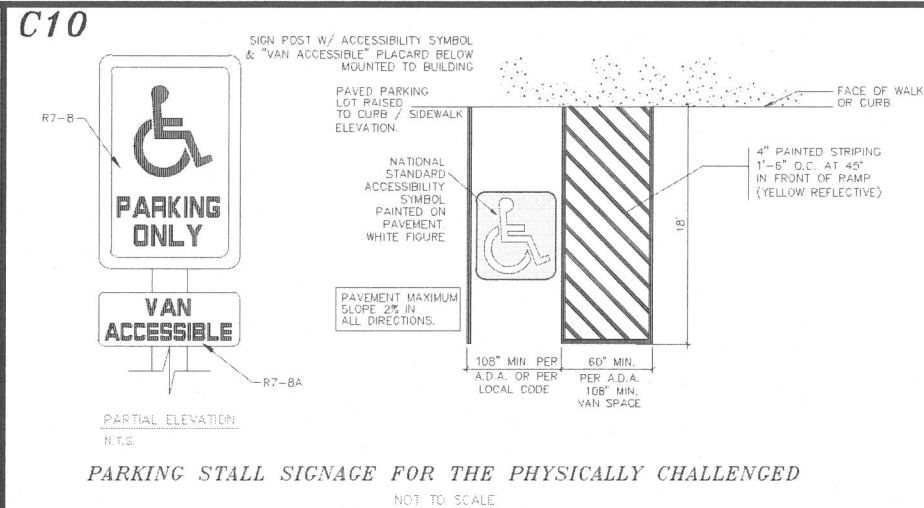 C10
SIGN POST W/ ACCESSIBILITY SYMBOL
& "VAN ACCESSIBLE" PLACARD BELOW
MOUNTED TO BUILDING
R7-8
PARKING
ONLY
VAN
ACCESSIBLE
R7-8A
PARTIAL ELEVATION
N.T.S.
PAVED PARKING
LOT RAISED
TO CURB / SIDEWALK
ELEVATION.
FACE OF WALK
OR CURB
NATIONAL
STANDARD
ACCESSIBILITY
SYMBOL
PAINTED ON
PAVEMENT.
WHITE FIGURE
4" PAINTED STRIPING
1'-6" O.C. AT 45°
IN FRONT OF RAMP
(YELLOW REFLECTIVE)
18'
PAVEMENT MAXIMUM
SLOPE 2% IN
ALL DIRECTIONS.
108" MIN. PER
A.D.A. OR PER
LOCAL CODE
60" MIN.
PER A.D.A.
108" MIN.
VAN SPACE
PARKING STALL SIGNAGE FOR THE PHYSICALLY CHALLENGED
NOT TO SCALE